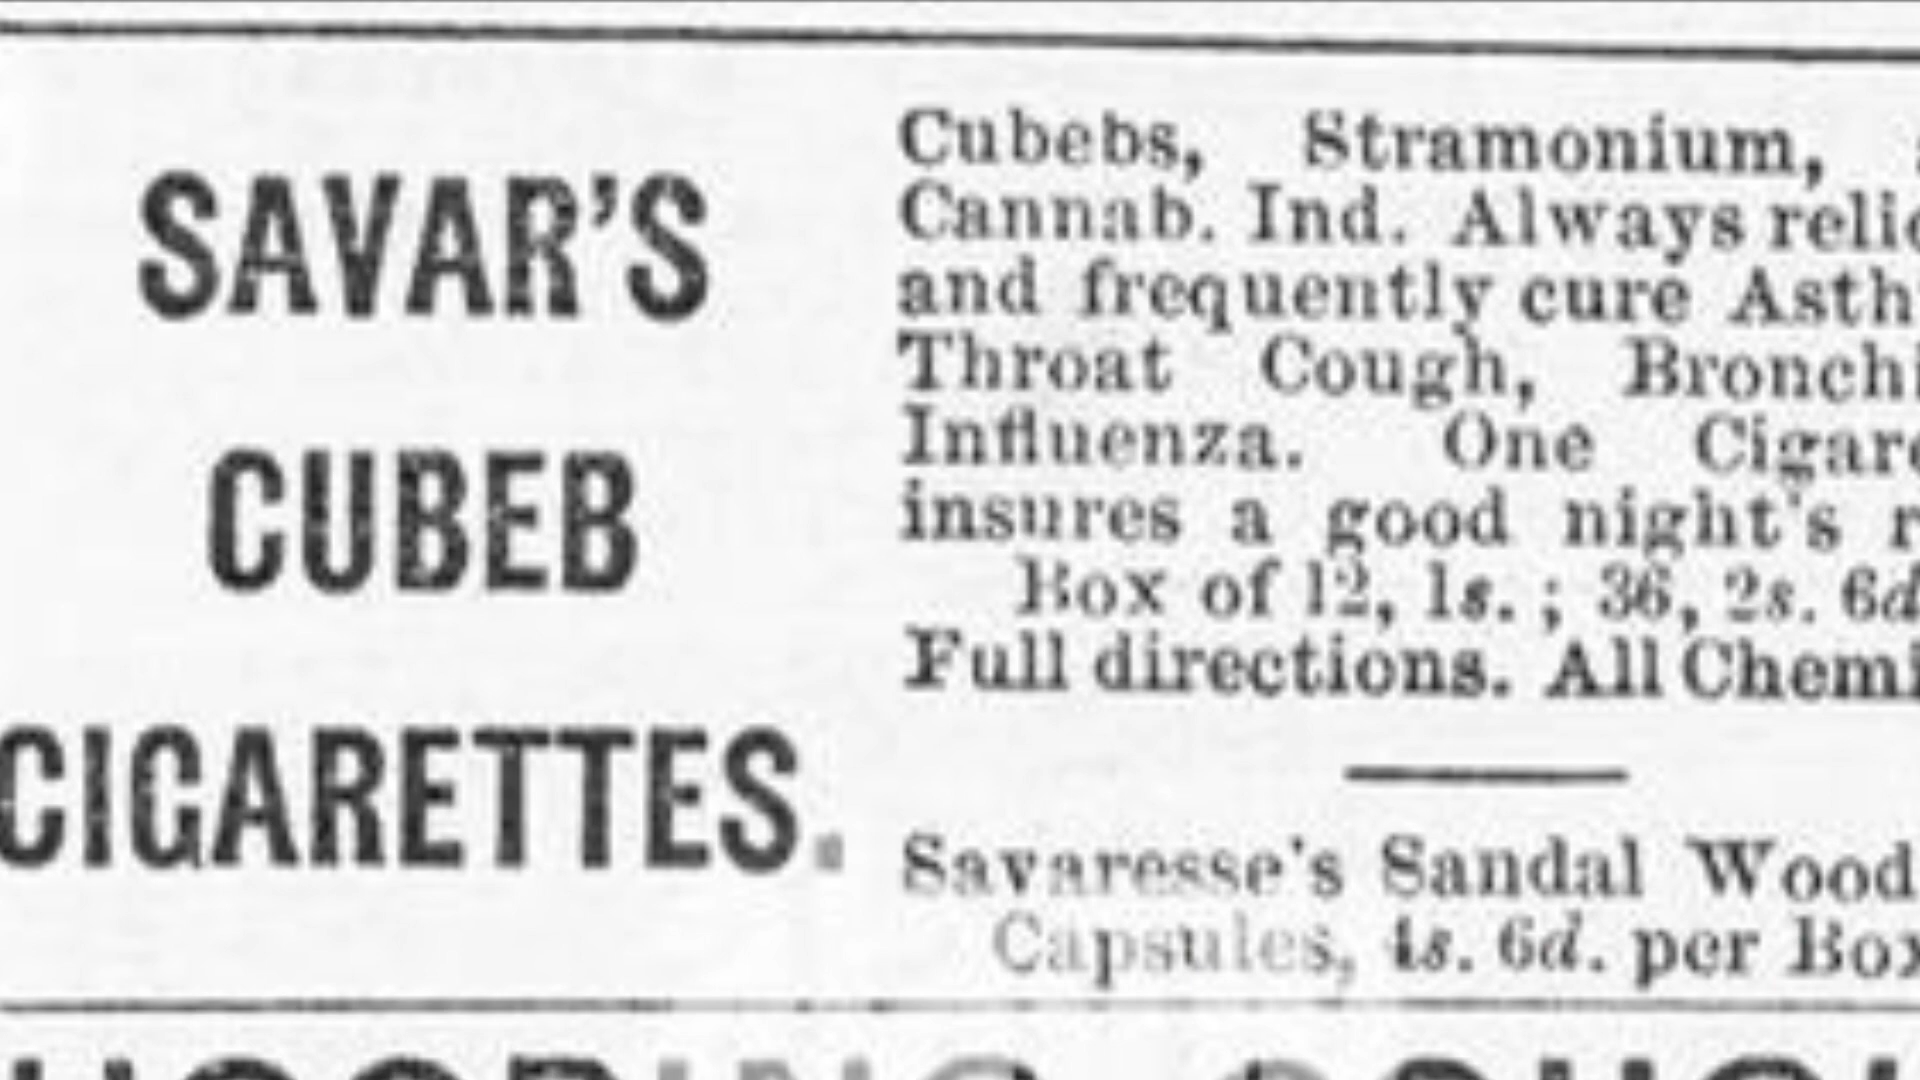 SAVAR'S
CUBEB
CIGARETTES.
Cubebs, Stramonium,
Cannab. Ind. Always relie
and frequently cure Asth
Throat Cough, Bronchi
Influenza. One Cigare
insures a good night's r
Box of 12, 1s.; 36, 2s. 6d
Full directions. All Chemi
Savaresse's Sandal Wood
Capsules, 4s. 6d. per Box